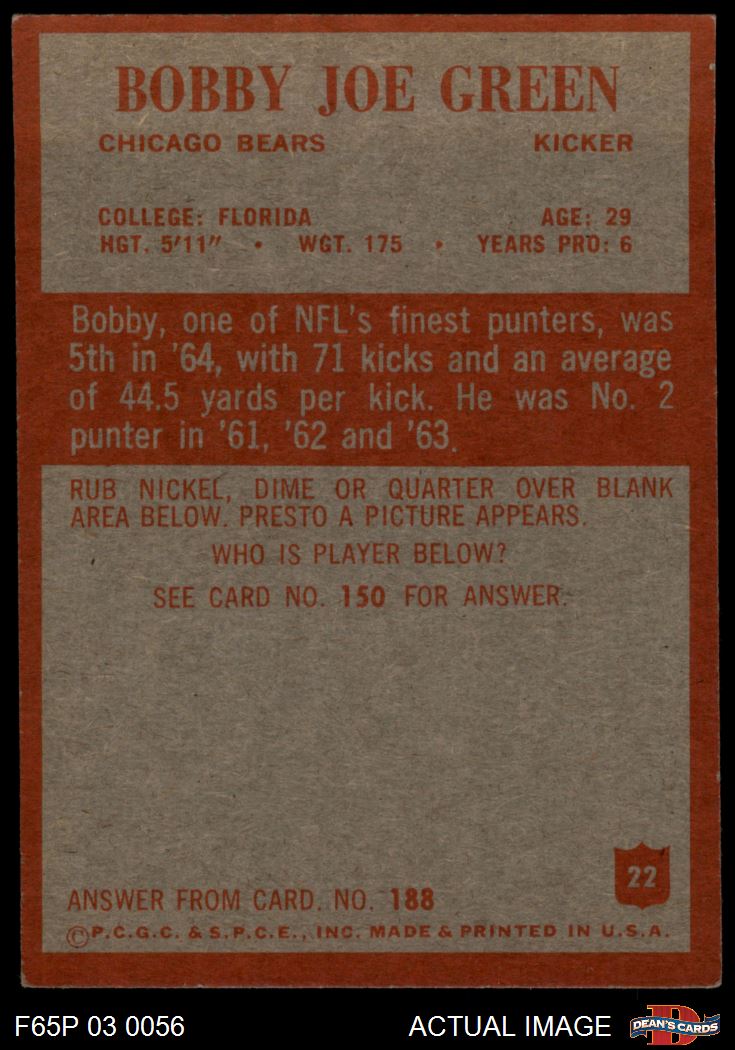 BOBBY JOE GREEN
CHICAGO BEARS KICKER
COLLEGE: FLORIDA AGE: 29
HGT. 5'11" • WGT. 175 • YEARS PRO: 6
Bobby, one of NFL's finest punters, was
5th in '64, with 71 kicks and an average
of 44.5 yards per kick. He was No. 2
punter in '61, '62 and '63.
RUB NICKEL, DIME OR QUARTER OVER BLANK
AREA BELOW. PRESTO A PICTURE APPEARS.
WHO IS PLAYER BELOW?
SEE CARD NO. 150 FOR ANSWER.
22
ANSWER FROM CARD. NO. 188
©P.C.G.C. & S.P.C.E., INC. MADE & PRINTED IN U.S.A.
F65P 03 0056 ACTUAL IMAGE
D
DEAN'S CARDS